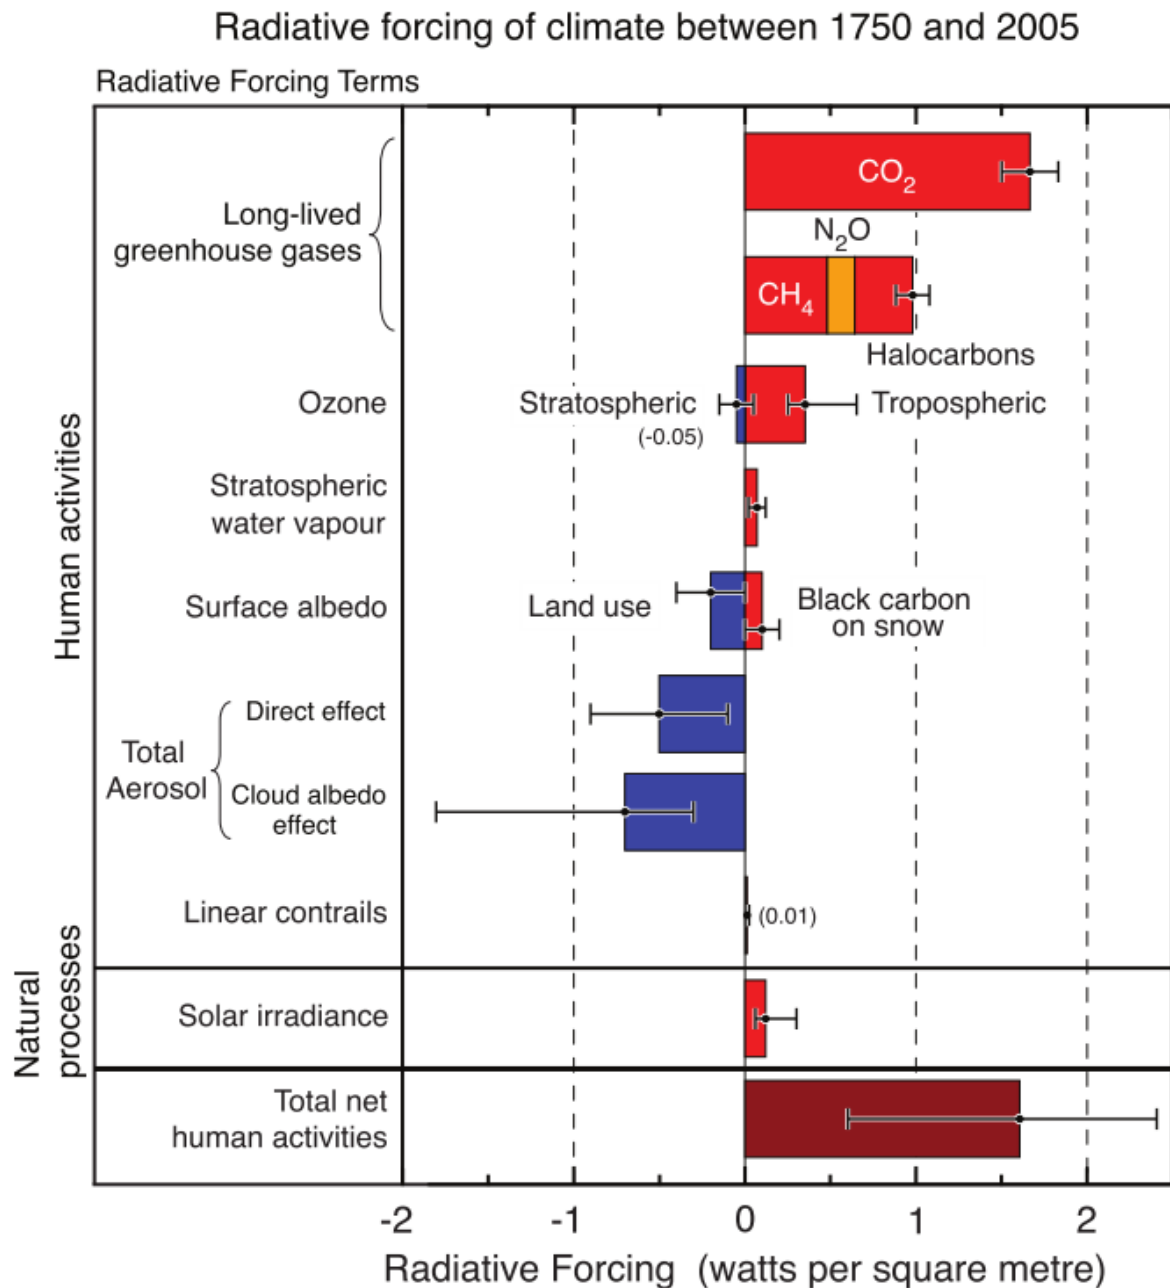 Radiative forcing of climate between 1750 and 2005
Radiative Forcing Terms
Human activities
Long-lived
greenhouse gases
CO₂
N₂O
CH₄
Halocarbons
Ozone
Stratospheric
(-0.05)
Tropospheric
Stratospheric
water vapour
Surface albedo
Land use
Black carbon
on snow
Total
Aerosol
Direct effect
Cloud albedo
effect
Linear contrails
(0.01)
Natural
processes
Solar irradiance
Total net
human activities
-2 -1 0 1 2
Radiative Forcing (watts per square metre)